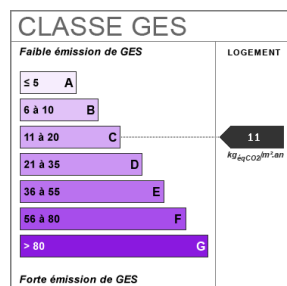 CLASSE GES
Faible émission de GES
LOGEMENT
≤ 5 A
6 à 10 B
11 à 20 C
11
kgéqCO2/m².an
21 à 35 D
36 à 55 E
56 à 80 F
> 80 G
Forte émission de GES